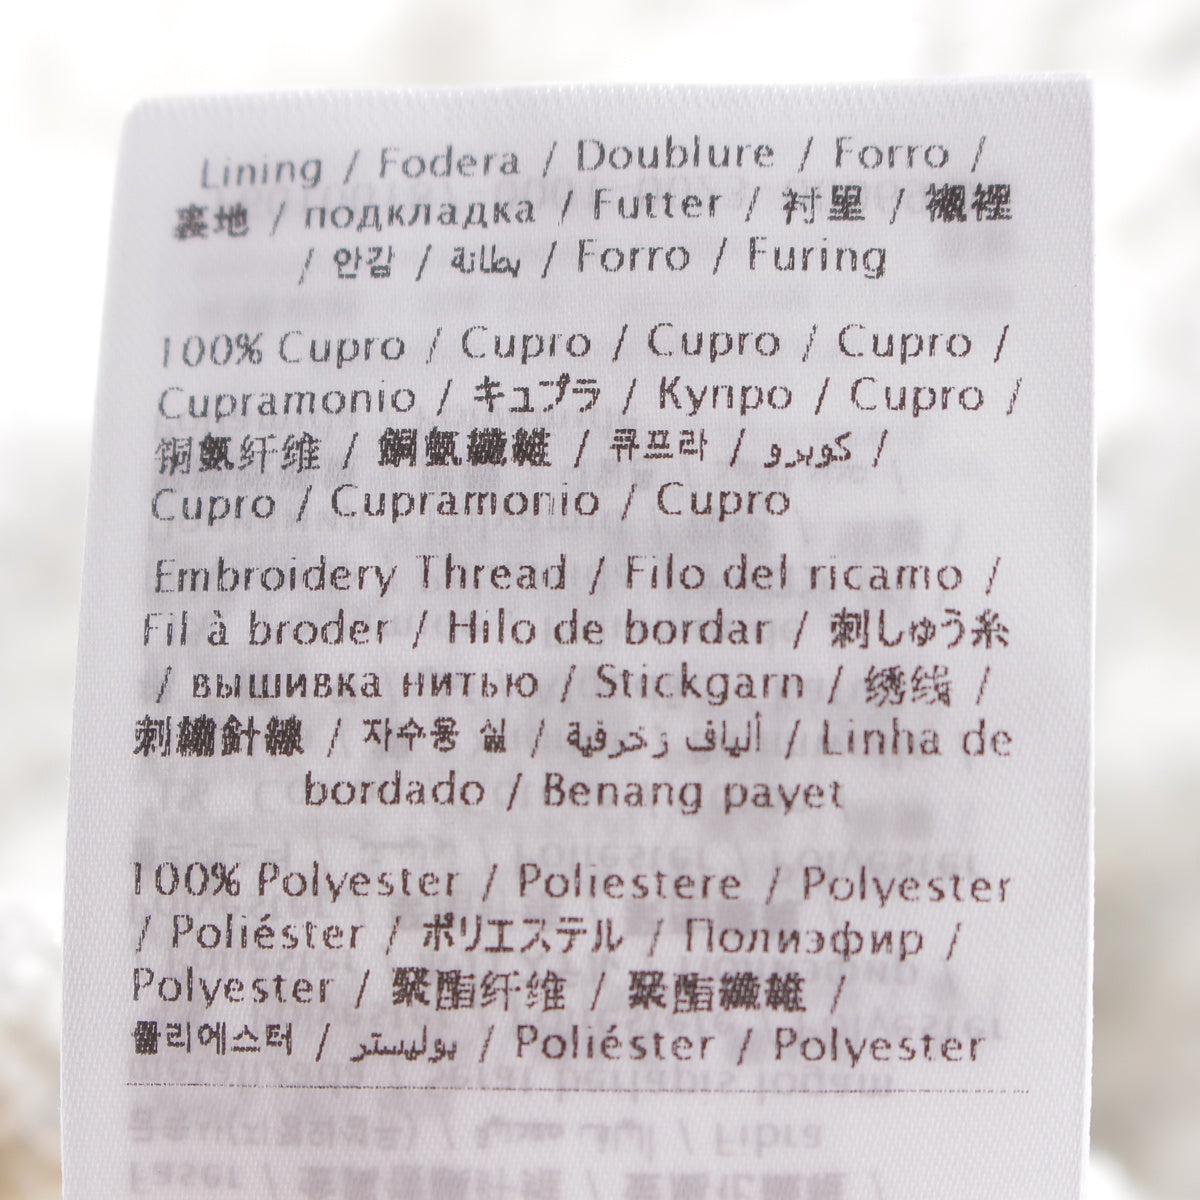 Lining / Fodera / Doublure / Forro /
裏地 / подкладка / Futter / 衬里 / 襯裡
/ 안감 / بطانة / Forro / Furing
100% Cupro / Cupro / Cupro / Cupro /
Cupramonio / キュプラ / Купро / Cupro /
铜氨纤维 / 銅氨纖維 / 큐프라 / كوبرو /
Cupro / Cupramonio / Cupro
Embroidery Thread / Filo del ricamo /
Fil à broder / Hilo de bordar / 刺しゅう糸
/ вышивка нитью / Stickgarn / 绣线 /
刺繡針線 / 자수용 실 / ألياف زخرفية / Linha de
bordado / Benang payet
100% Polyester / Poliestere / Polyester
/ Poliéster / ポリエステル / Полиэфир /
Polyester / 聚酯纤维 / 聚酯纖維 /
폴리에스터 / بوليستر / Poliéster / Polyester